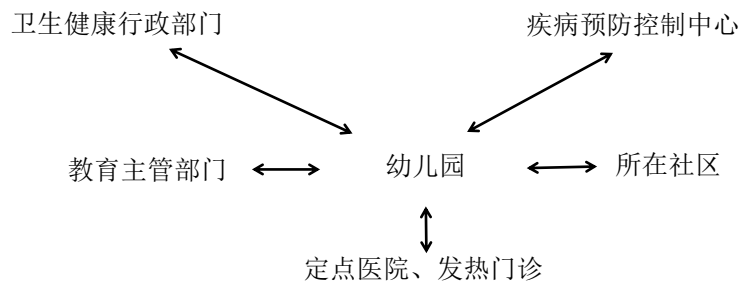 卫生健康行政部门 疾病预防控制中心
教育主管部门 幼儿园 所在社区
定点医院、发热门诊